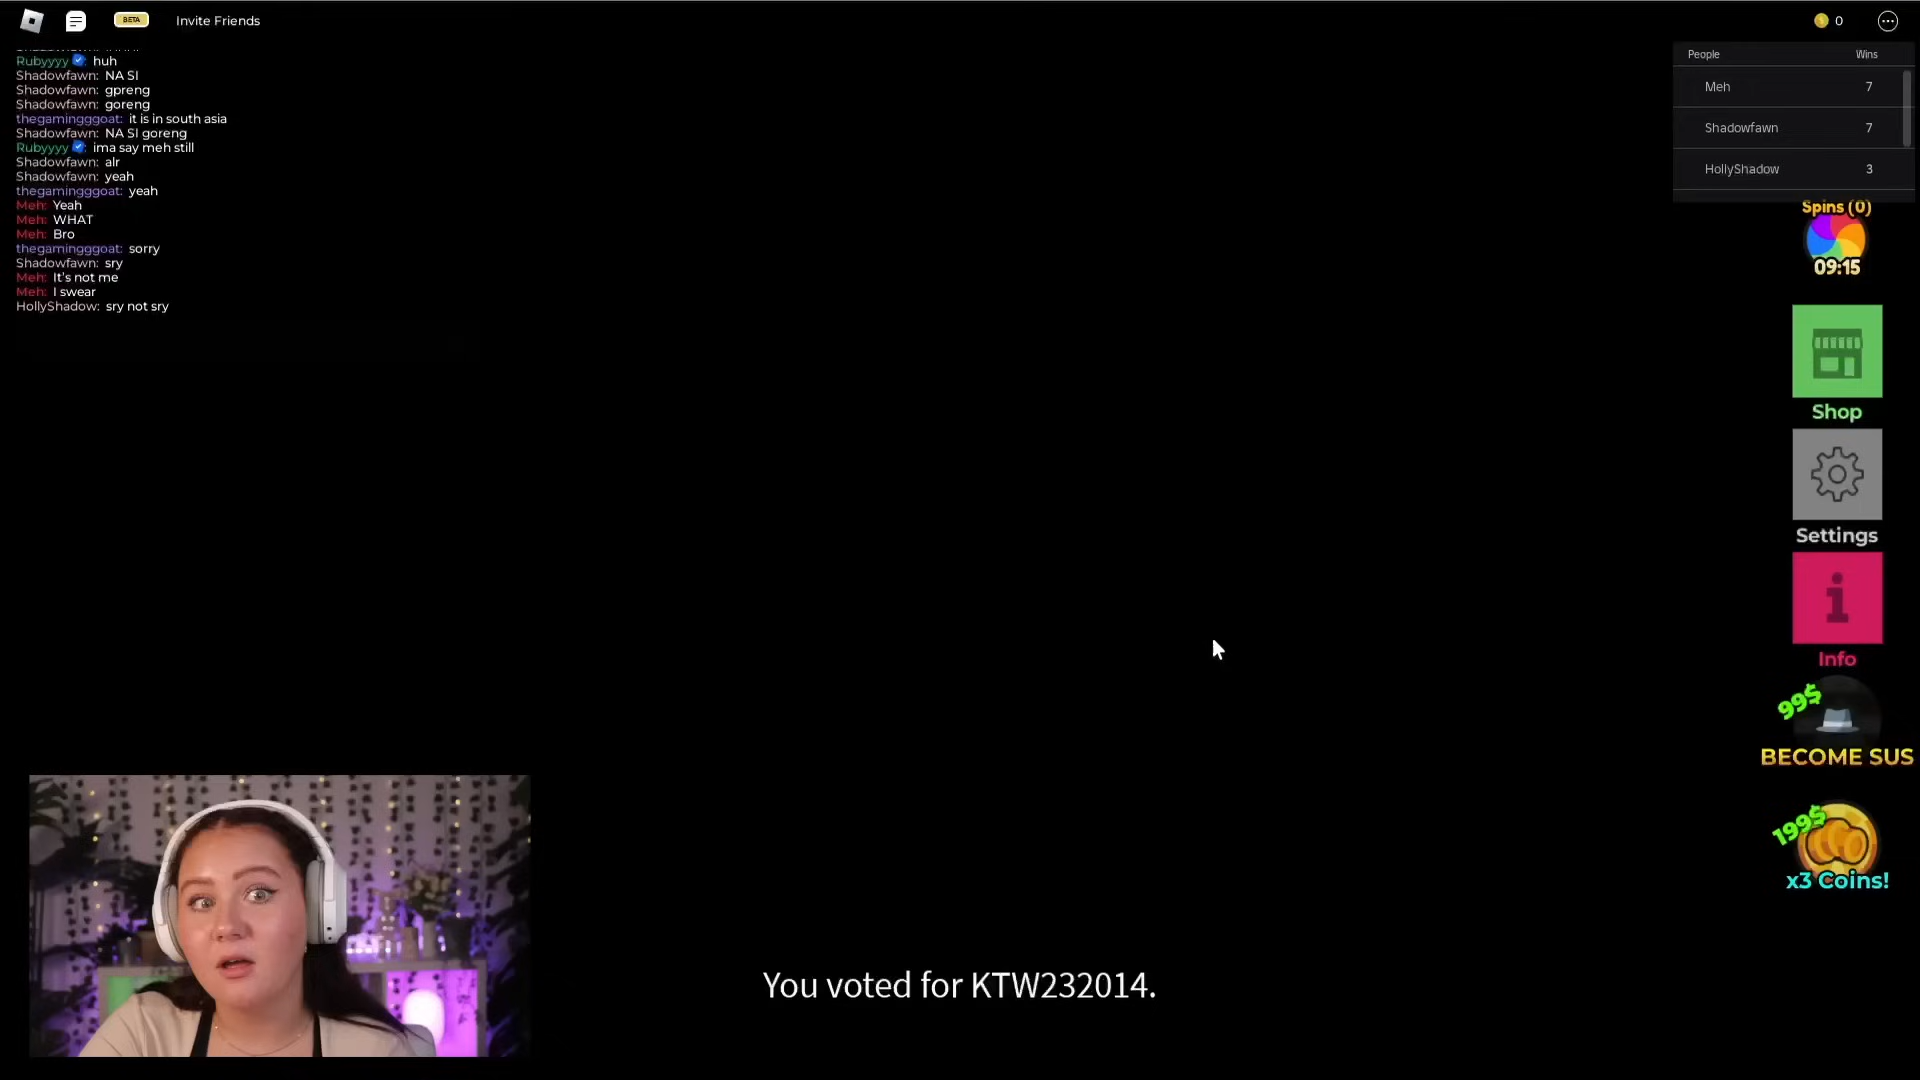 BETA
Invite Friends
0
Rubyyyy: huh
Shadowfawn: NA SI
Shadowfawn: gpreng
Shadowfawn: goreng
thegamingggoat: it is in south asia
Shadowfawn: NA SI goreng
Rubyyyy: ima say meh still
Shadowfawn: alr
Shadowfawn: yeah
thegamingggoat: yeah
Meh: Yeah
Meh: WHAT
Meh: Bro
thegamingggoat: sorry
Shadowfawn: sry
Meh: It's not me
Meh: I swear
HollyShadow: sry not sry
People Wins
Meh 7
Shadowfawn 7
HollyShadow 3
Spins (0)
09:15
Shop
Settings
Info
99$
BECOME SUS
199$
x3 Coins!
You voted for KTW232014.